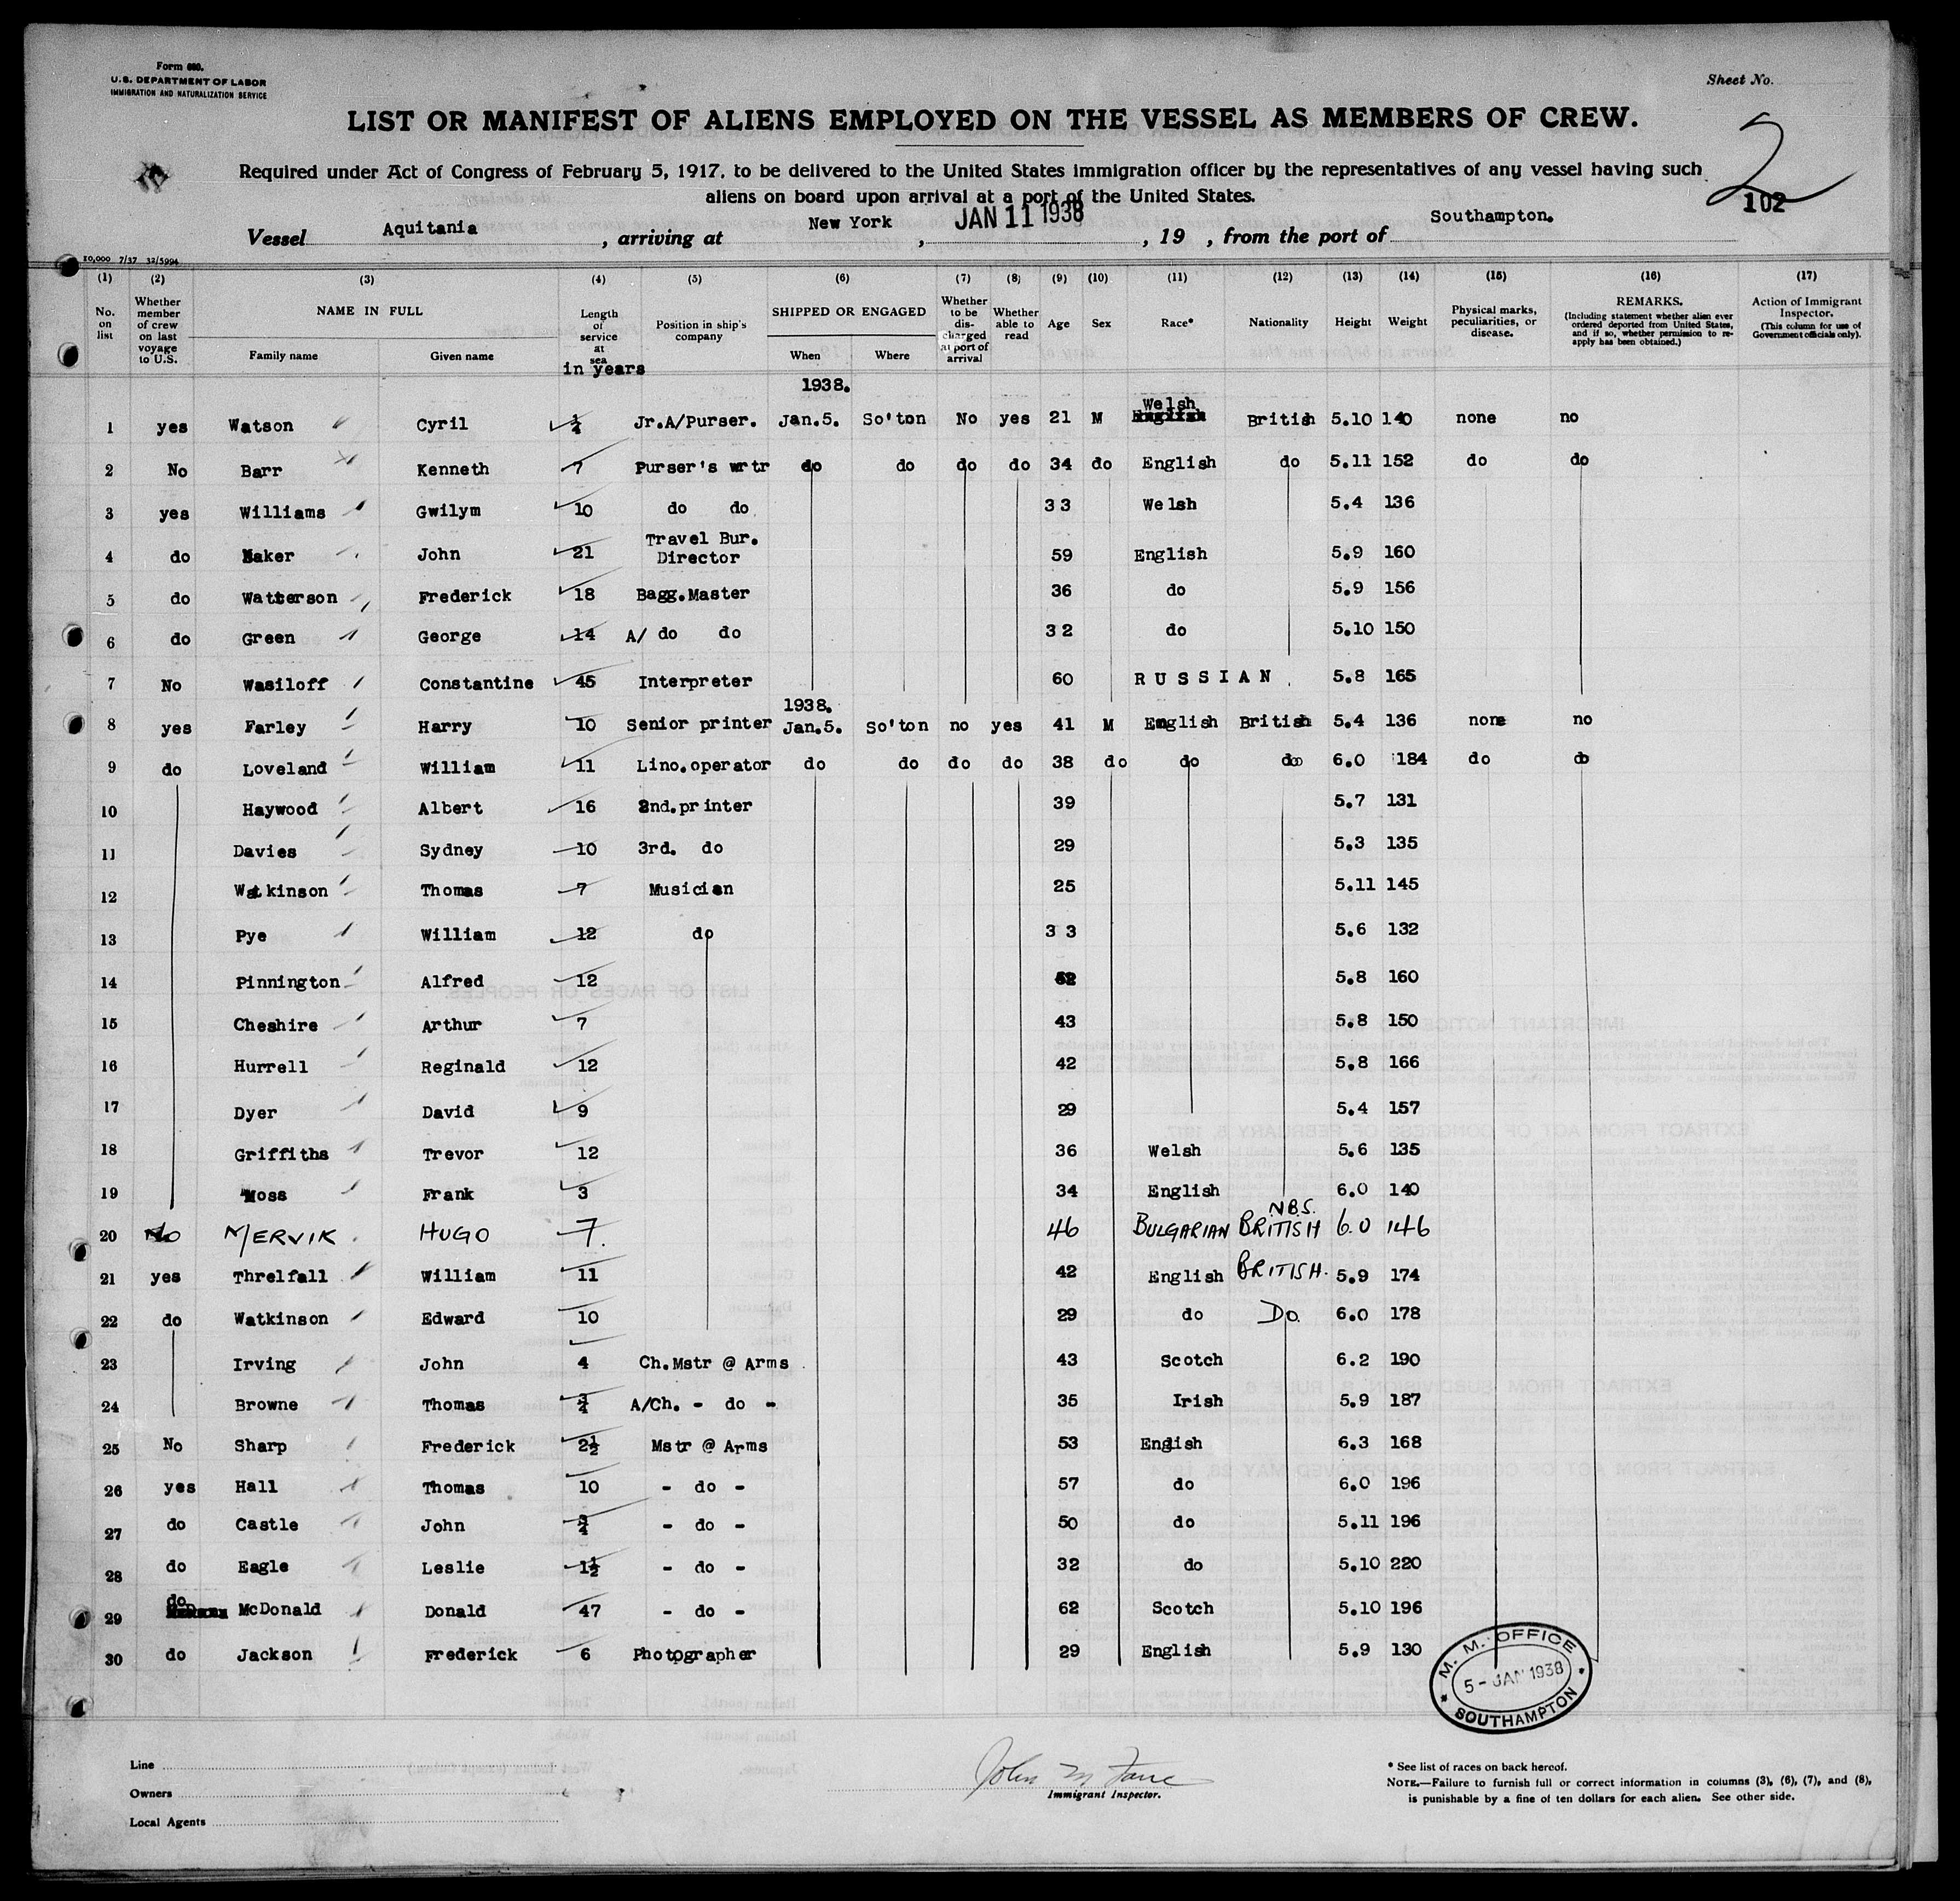 Form 680.
U.S. DEPARTMENT OF LABOR
IMMIGRATION AND NATURALIZATION SERVICE
Sheet No.
2
102
LIST OR MANIFEST OF ALIENS EMPLOYED ON THE VESSEL AS MEMBERS OF CREW.
Required under Act of Congress of February 5, 1917, to be delivered to the United States immigration officer by the representatives of any vessel having such
aliens on board upon arrival at a port of the United States.
Vessel Aquitania, arriving at New York, JAN 11 1938, 19 , from the port of Southampton.
10,000 7/37 32/5994
(1) (2) (3) (4) (5) (6) (7) (8) (9) (10) (11) (12) (13) (14) (15) (16) (17)
No. on list
Whether member of crew on last voyage to U.S.
NAME IN FULL
Family name
Given name
Length of service at sea
in years
Position in ship's company
SHIPPED OR ENGAGED
When
Where
Whether to be discharged at port of arrival
Whether able to read
Age
Sex
Race*
Nationality
Height
Weight
Physical marks, peculiarities, or disease.
REMARKS.
(Including statement whether alien ever ordered deported from United States, and if so, whether permission to reapply has been obtained.)
Action of Immigrant Inspector.
(This column for use of Government officials only).
1938.
1 yes Watson Cyril 1/4 Jr.A/Purser. Jan.5. So'ton No yes 21 M Welsh British 5.10 140 none no
2 No Barr Kenneth 7 Purser's wrtr do do do do 34 do English do 5.11 152 do do
3 yes Williams Gwilym 10 do do 33 Welsh 5.4 136
4 do Baker John 21 Travel Bur. Director 59 English 5.9 160
5 do Watterson Frederick 18 Bagg.Master 36 do 5.9 156
6 do Green George 14 A/ do do 32 do 5.10 150
7 No Wasiloff Constantine 45 Interpreter 60 RUSSIAN 5.8 165
1938.
8 yes Farley Harry 10 Senior printer Jan.5. So'ton no yes 41 M English British 5.4 136 none no
9 do Loveland William 11 Lino.operator do do do do 38 do do do 6.0 184 do do
10 Haywood Albert 16 2nd.printer 39 5.7 131
11 Davies Sydney 10 3rd. do 29 5.3 135
12 Watkinson Thomas 7 Musician 25 5.11 145
13 Pye William 12 do 33 5.6 132
14 Pinnington Alfred 12 5.8 160
15 Cheshire Arthur 7 43 5.8 150
16 Hurrell Reginald 12 42 5.8 166
17 Dyer David 9 29 5.4 157
18 Griffiths Trevor 12 36 Welsh 5.6 135
19 Moss Frank 3 34 English 6.0 140
N.B.S.
20 No MERVIK HUGO 7. 46 BULGARIAN BRITISH 6.0 146
21 yes Threlfall William 11 42 English BRITISH. 5.9 174
22 do Watkinson Edward 10 29 do Do. 6.0 178
23 Irving John 4 Ch.Mstr @ Arms 43 Scotch 6.2 190
24 Browne Thomas 3/4 A/Ch. - do - 35 Irish 5.9 187
25 No Sharp Frederick 2½ Mstr @ Arms 53 English 6.3 168
26 yes Hall Thomas 10 - do - 57 do 6.0 196
27 do Castle John 3/4 - do - 50 do 5.11 196
28 do Eagle Leslie 1½ - do - 32 do 5.10 220
29 do McDonald Donald 47 - do - 62 Scotch 5.10 196
30 do Jackson Frederick 6 Photographer 29 English 5.9 130
M. M. OFFICE
5 - JAN 1938
SOUTHAMPTON
Line
Owners
Local Agents
Immigrant Inspector.
* See list of races on back hereof.
NOTE.—Failure to furnish full or correct information in columns (3), (6), (7), and (8),
is punishable by a fine of ten dollars for each alien. See other side.